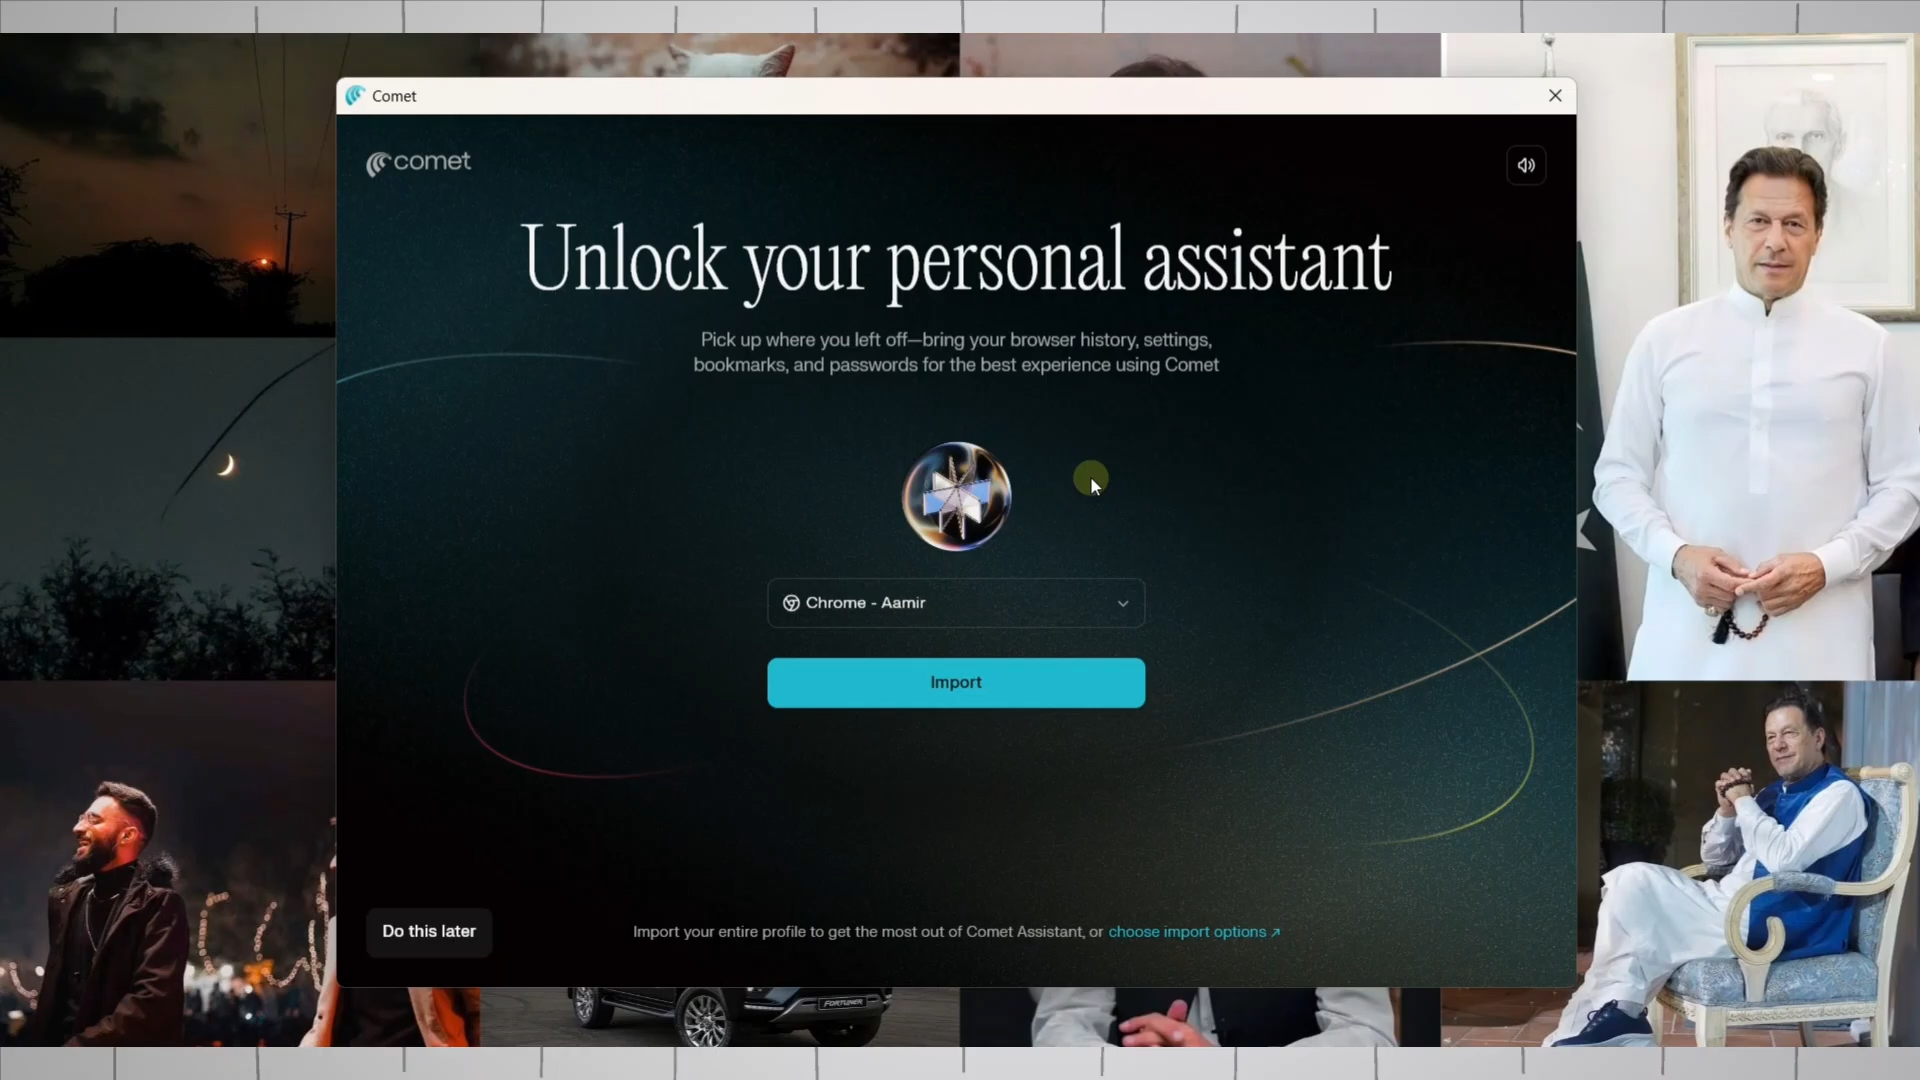 Comet
comet
Unlock your personal assistant
Pick up where you left off—bring your browser history, settings,
bookmarks, and passwords for the best experience using Comet
Chrome - Aamir
Import
Do this later
Import your entire profile to get the most out of Comet Assistant, or choose import options ↗
FORTUNER